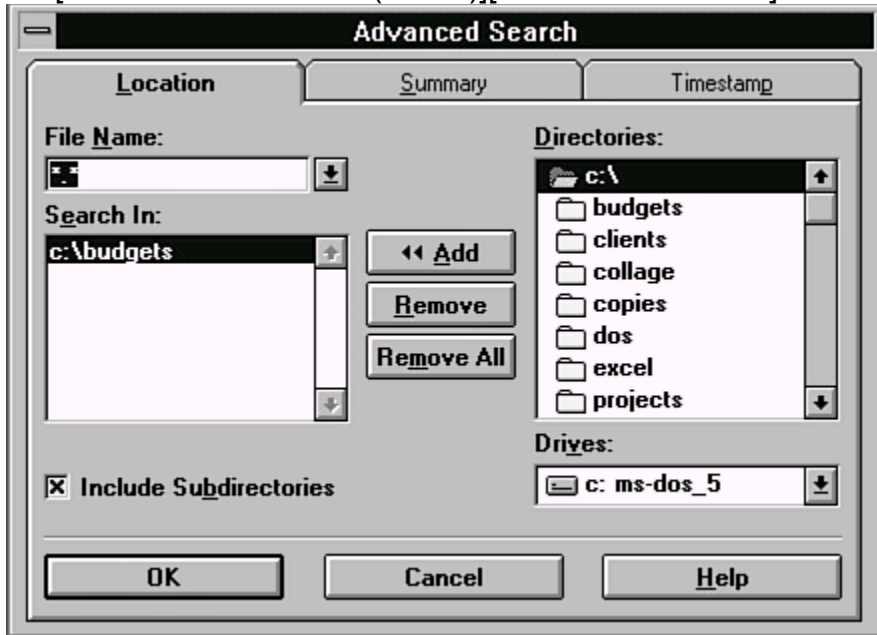 Advanced Search
Location Summary Timestamp
File Name:
*.*
Search In:
c:\budgets
Add
Remove
Remove All
Directories:
c:\
budgets
clients
collage
copies
dos
excel
projects
Drives:
c: ms-dos_5
Include Subdirectories
OK Cancel Help